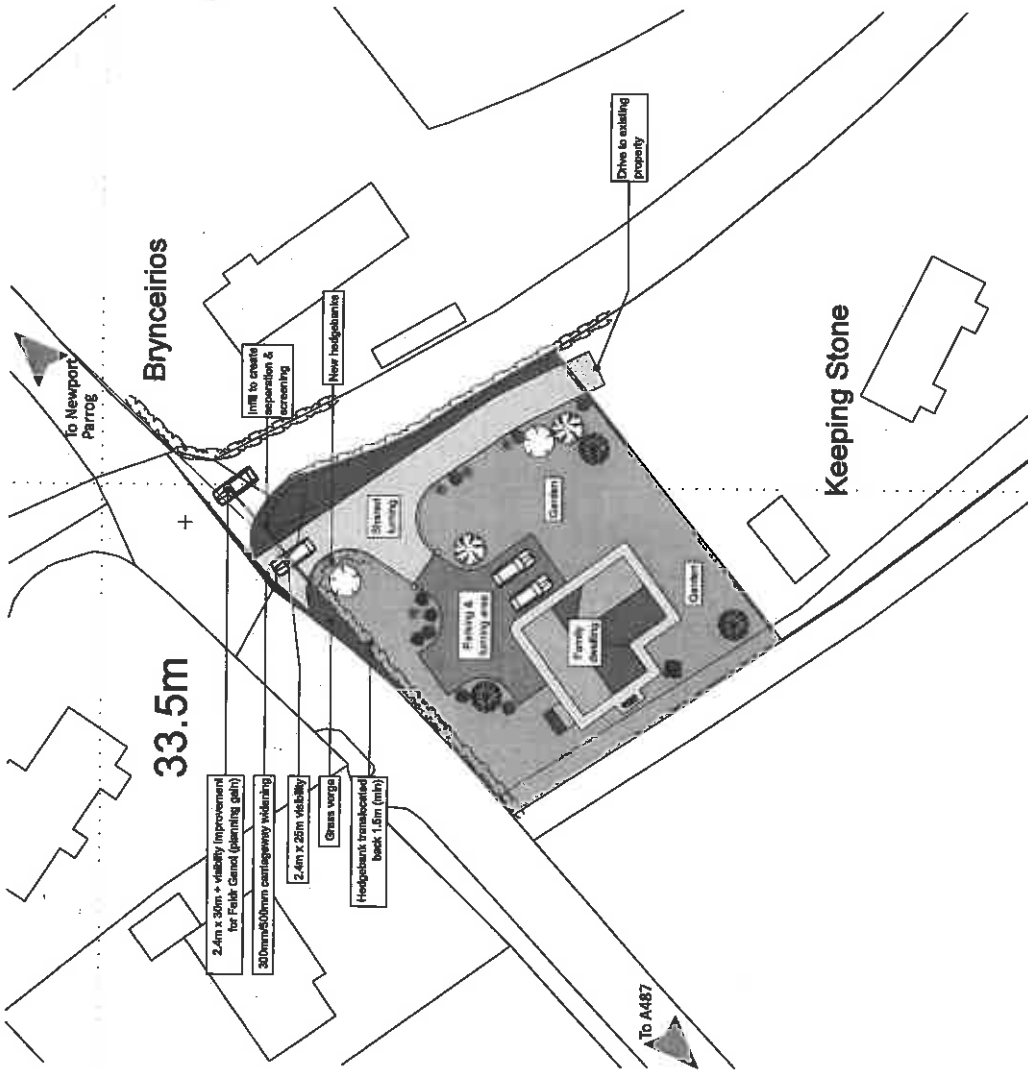 To Newport
Parrog
Brynceirios
33.5m
Infill to create
seperation &
screening
New hedgebanks
Drive to existing
property
Shared
turning
Garden
Parking &
turning area
Family
dwelling
Garden
Keeping Stone
2.4m x 30m + visibility improvement
for Feidr Ganol (planning gain)
300mm/500mm carriageway widening
2.4m x 25m visibility
Grass verge
Hedgebank translocated
back 1.5m (min)
To A487